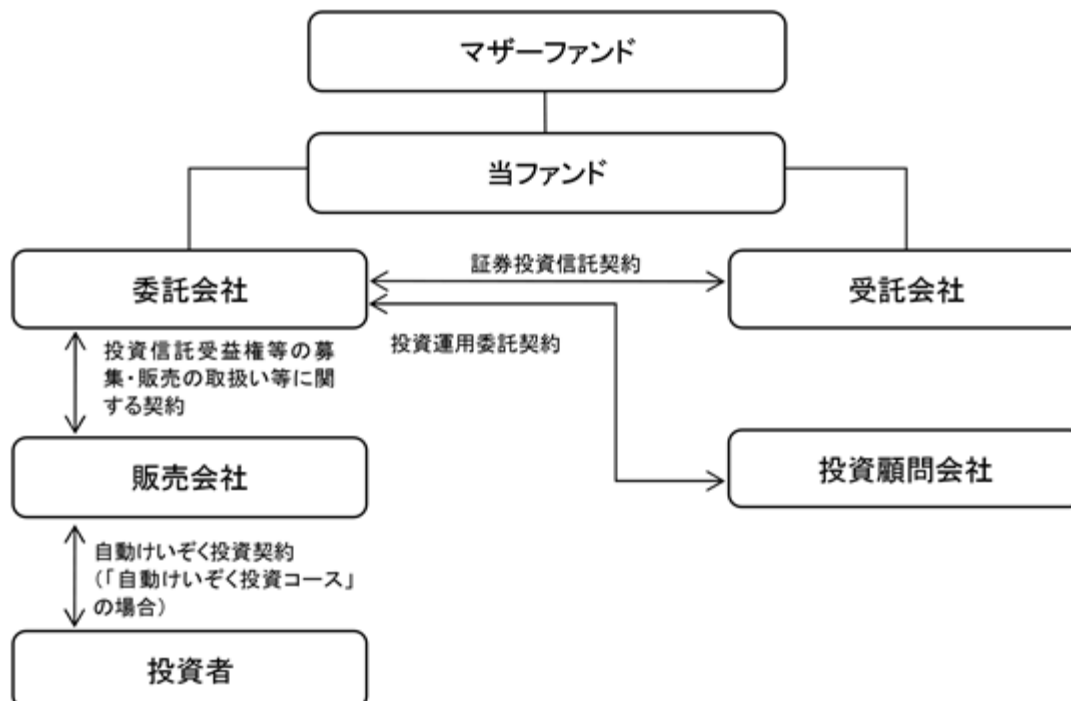 マザーファンド
当ファンド
委託会社
証券投資信託契約
受託会社
投資運用委託契約
投資信託受益権等の募
集・販売の取扱い等に関
する契約
販売会社
投資顧問会社
自動けいぞく投資契約
(「自動けいぞく投資コース」
の場合)
投資者